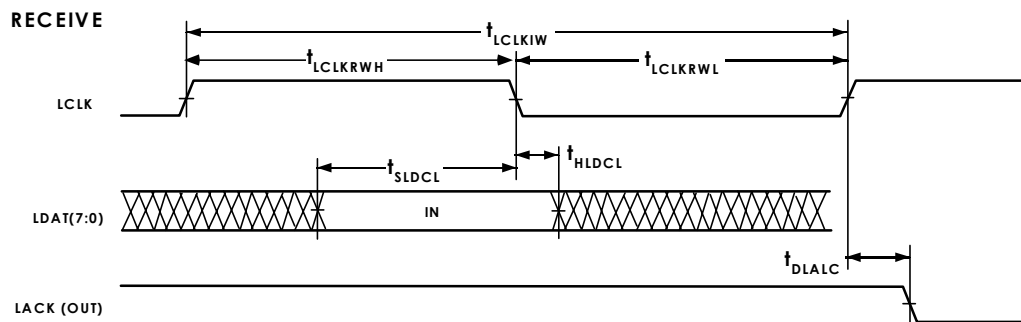 RECEIVE
tLCLKIW
tLCLKRWH
tLCLKRWL
LCLK
tSLDCL
tHLDCL
LDAT(7:0)
IN
tDLALC
LACK (OUT)